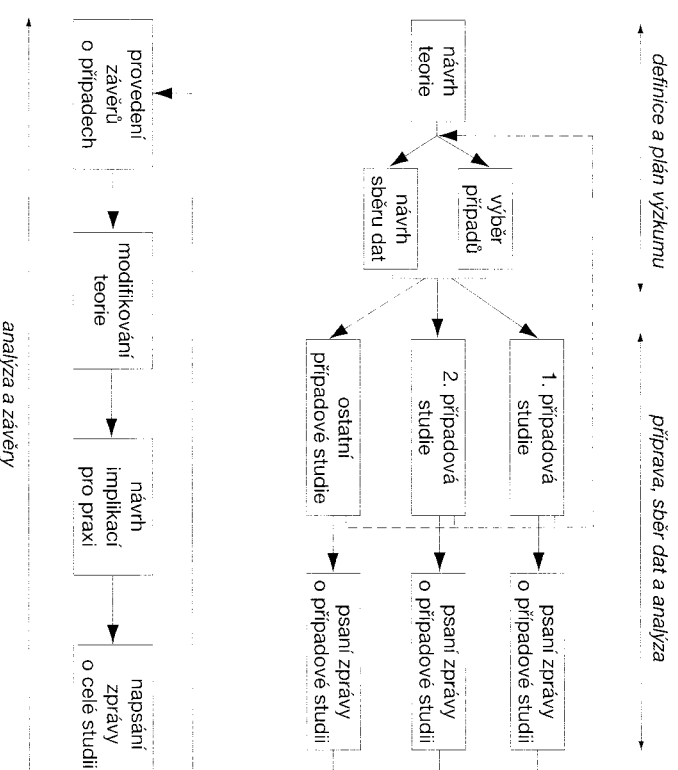 definice a plán výzkumu
příprava, sběr dat a analýza
návrh
teorie
výběr
případů
návrh
sběru dat
1. případová
studie
2. případová
studie
ostatní
případové studie
psaní zprávy
o případové studii
psaní zprávy
o případové studii
psaní zprávy
o případové studii
provedení
závěrů
o případech
modifikování
teorie
návrh
implikací
pro praxi
napsání
zprávy
o celé studii
analýza a závěry